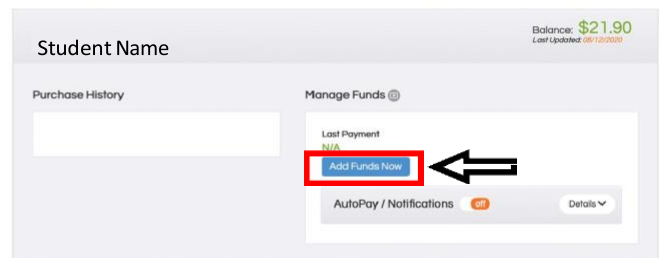 Balance: $21.90
Student Name
Last Updated: 08/12/2020
Purchase History
Manage Funds
Last Payment
N/A
Add Funds Now
AutoPay / Notifications off Details